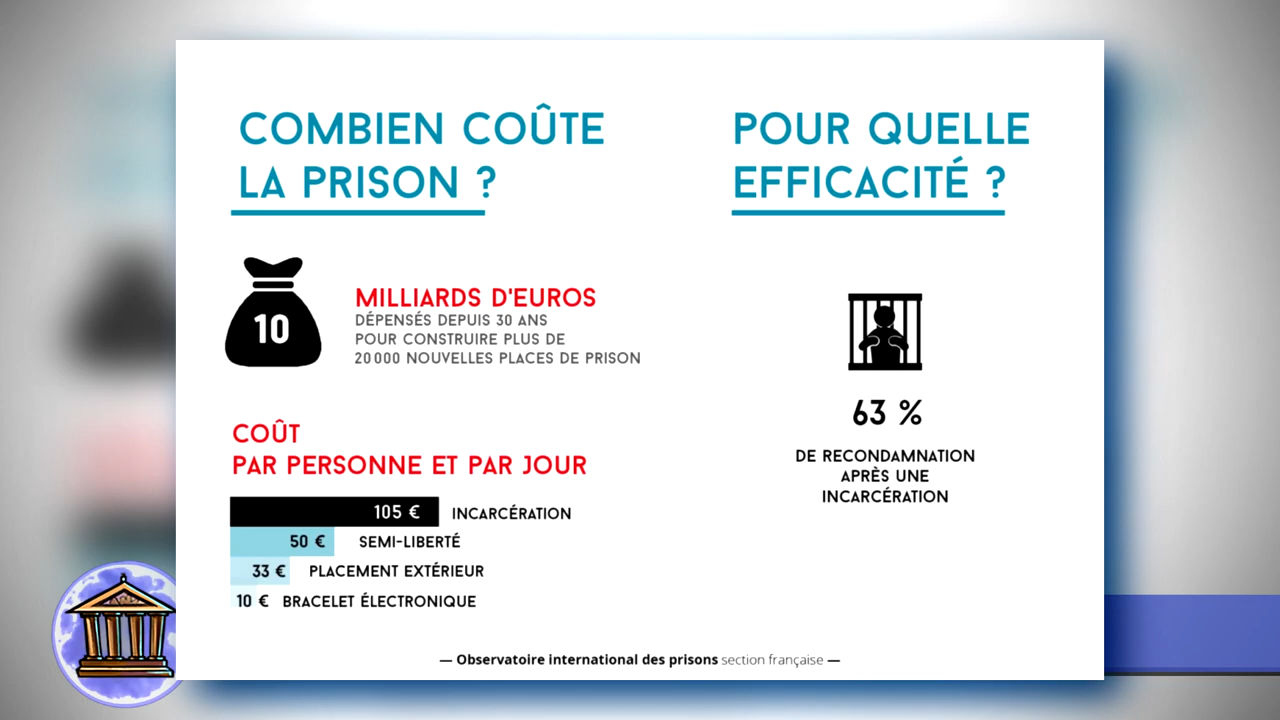 COMBIEN COÛTE
LA PRISON ?
10
MILLIARDS D'EUROS
DÉPENSÉS DEPUIS 30 ANS
POUR CONSTRUIRE PLUS DE
20 000 NOUVELLES PLACES DE PRISON
COÛT
PAR PERSONNE ET PAR JOUR
105 € INCARCÉRATION
50 € SEMI-LIBERTÉ
33 € PLACEMENT EXTÉRIEUR
10 € BRACELET ÉLECTRONIQUE
POUR QUELLE
EFFICACITÉ ?
63 %
DE RECONDAMNATION
APRÈS UNE
INCARCÉRATION
— Observatoire international des prisons section française —